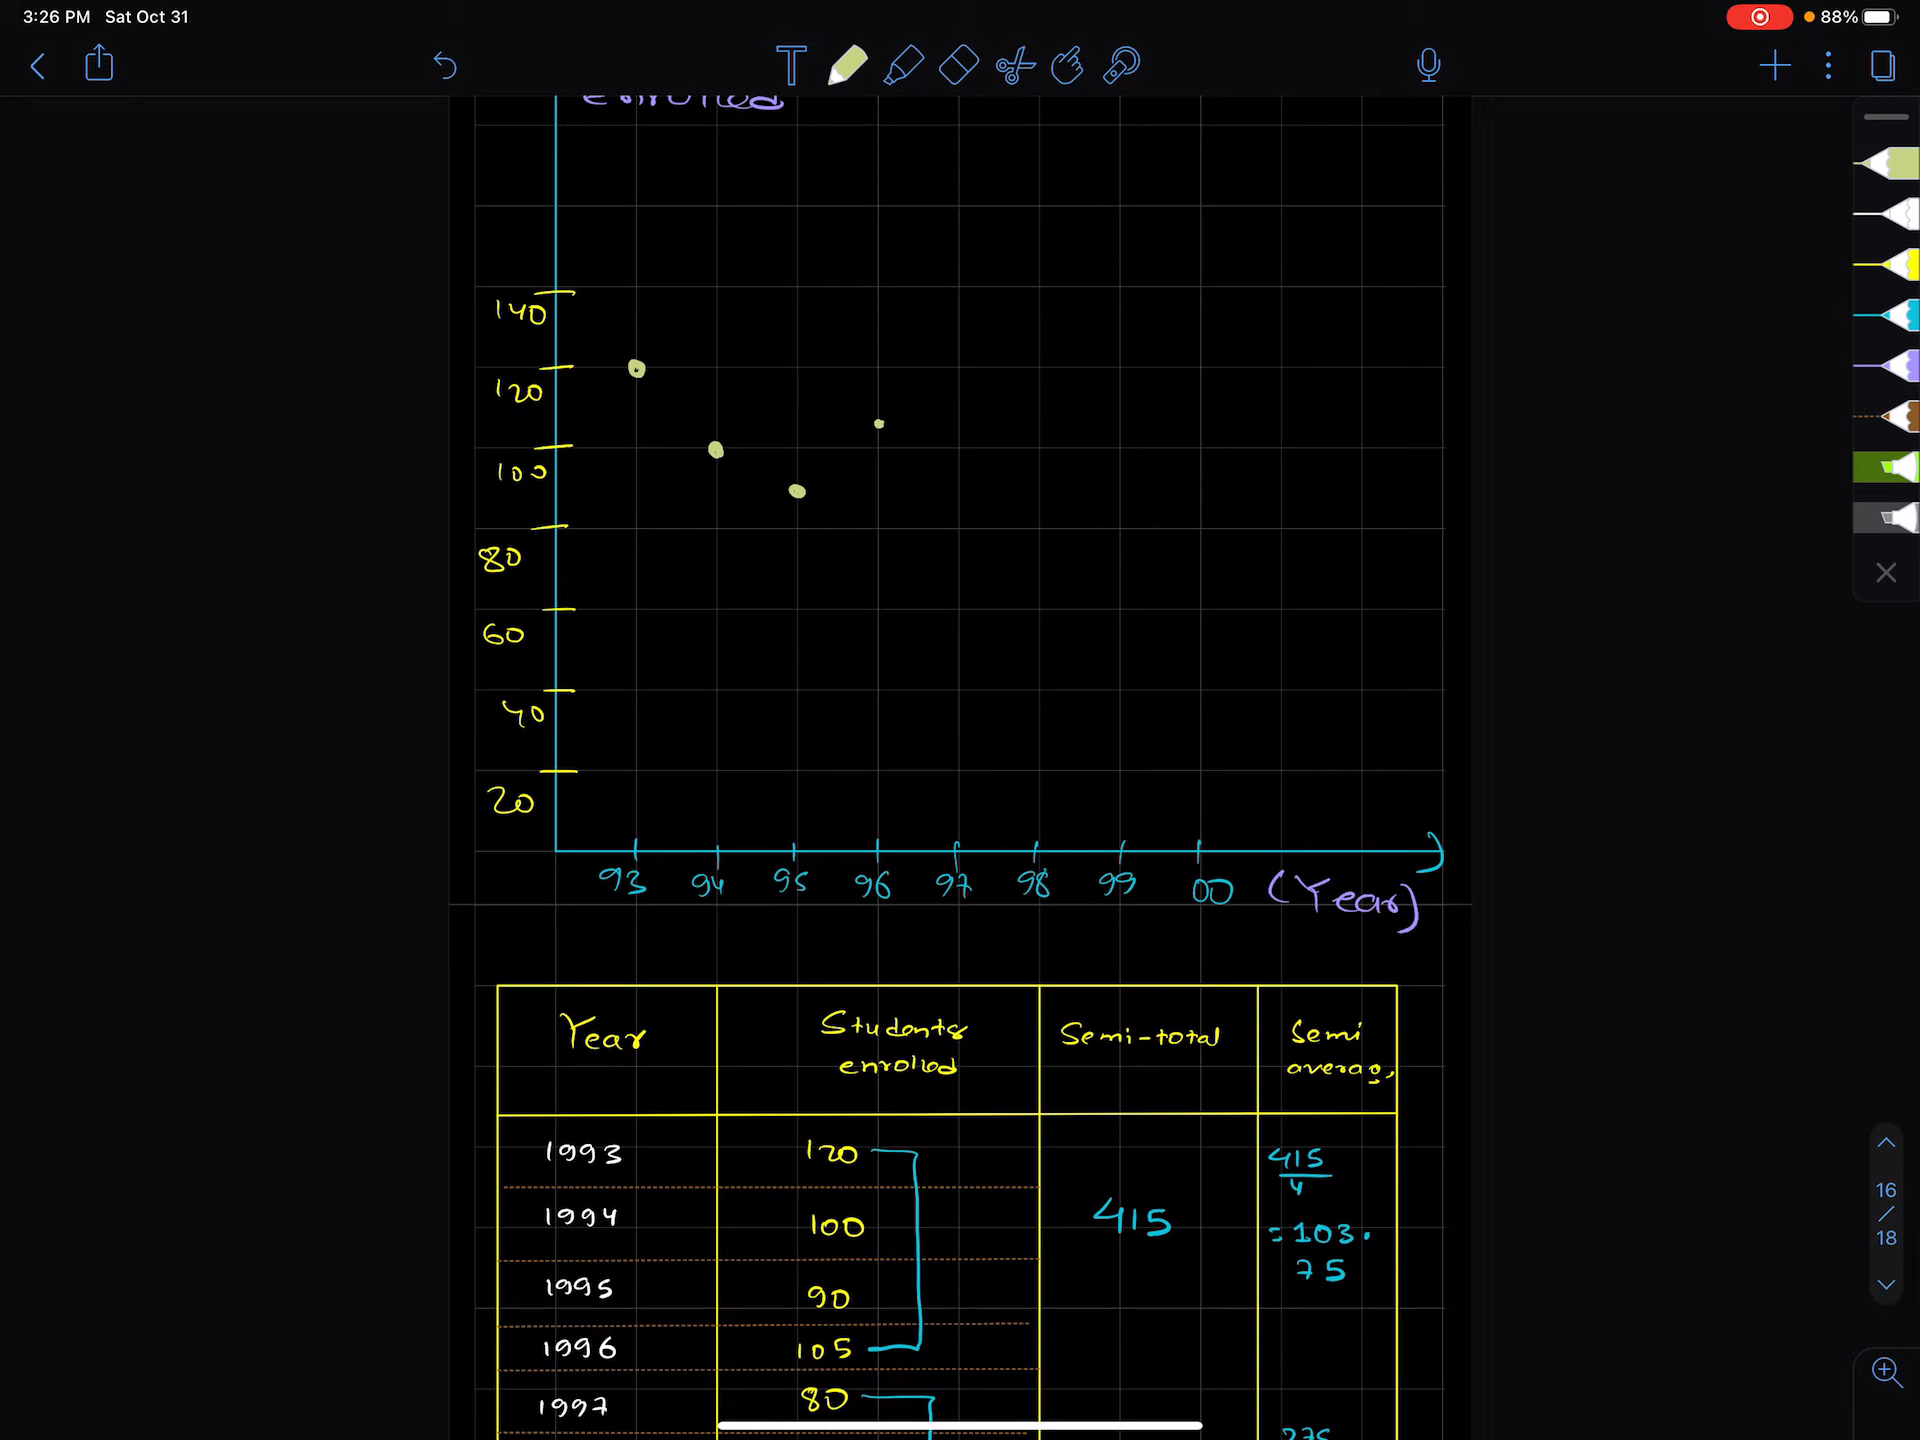 3:26 PM Sat Oct 31
88%
enrolled
140
120
100
80
60
40
20
93 94 95 96 97 98 99 00 (Year)
Year Students enrolled Semi-total Semi
1993 120 415/4
1994 100 415 = 103.
75
1995 90
1996 105
1997 80
16
/
18